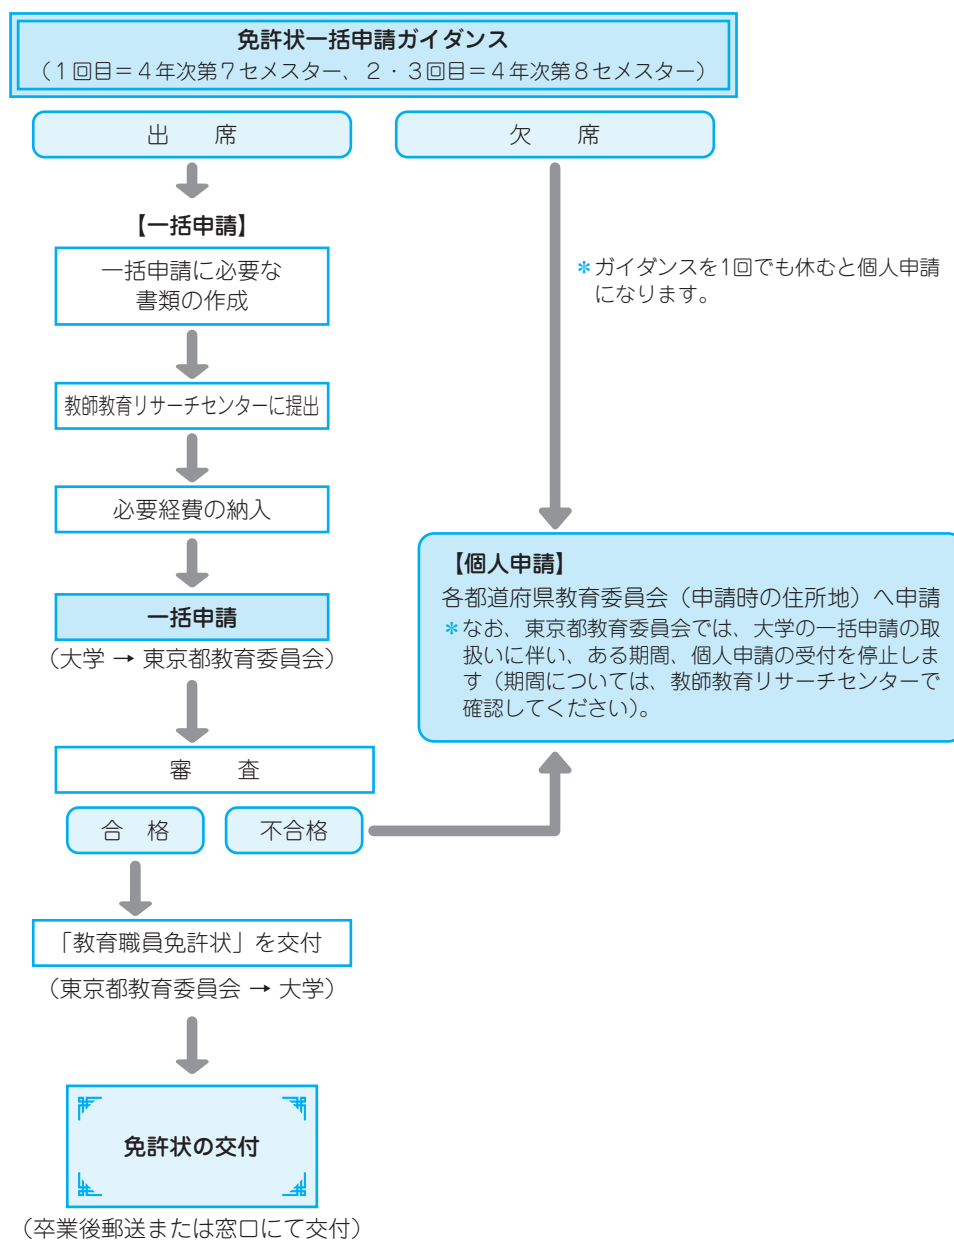 免許状一括申請ガイダンス
（1回目＝4年次第7セメスター、2・3回目＝4年次第8セメスター）
出　席
欠　席
【一括申請】
一括申請に必要な
書類の作成
＊ガイダンスを1回でも休むと個人申請
になります。
教師教育リサーチセンターに提出
必要経費の納入
【個人申請】
各都道府県教育委員会（申請時の住所地）へ申請
＊なお、東京都教育委員会では、大学の一括申請の取
扱いに伴い、ある期間、個人申請の受付を停止しま
す（期間については、教師教育リサーチセンターで
確認してください）。
一括申請
（大学 → 東京都教育委員会）
審　査
合　格
不合格
「教育職員免許状」を交付
（東京都教育委員会 → 大学）
免許状の交付
（卒業後郵送または窓口にて交付）